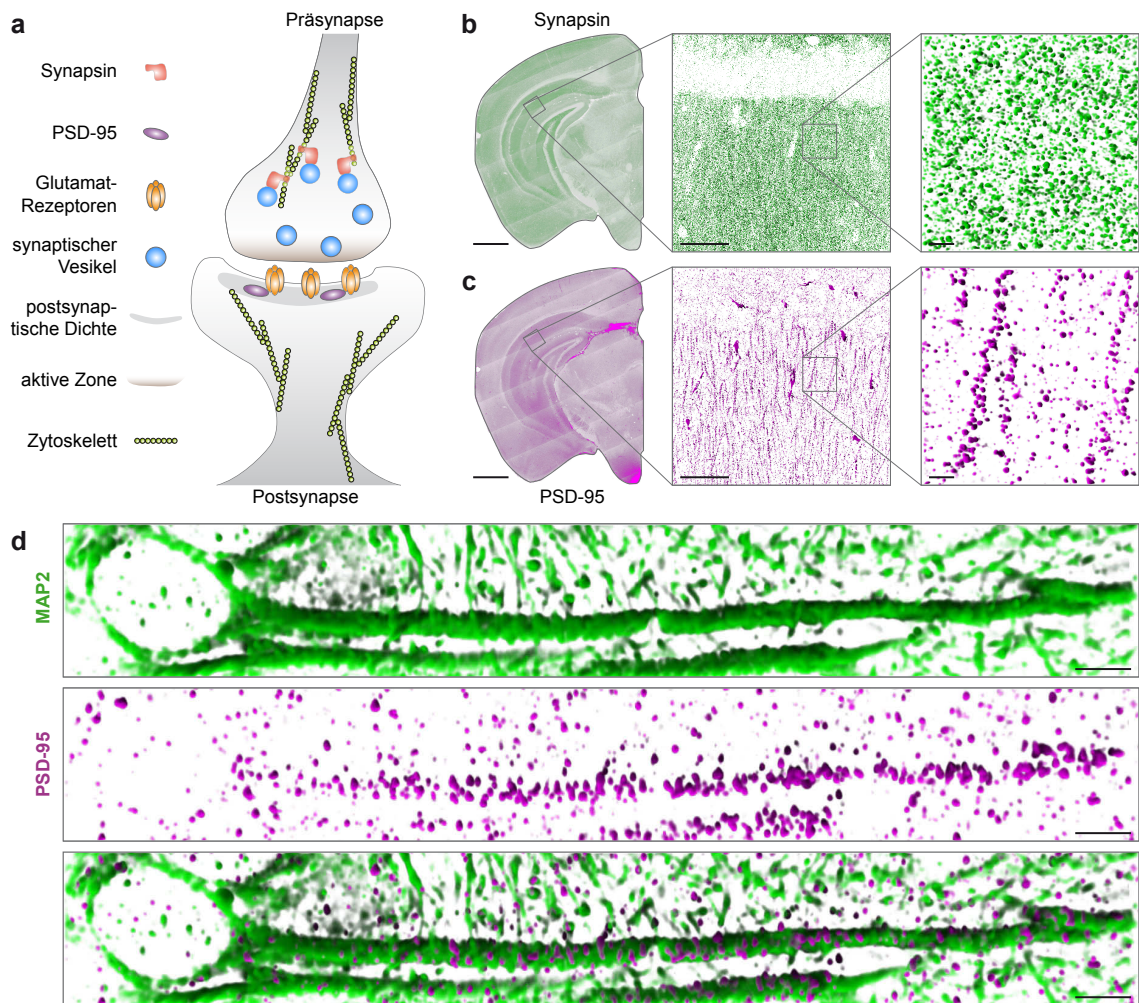 a
Präsynapse
Synapsin
PSD-95
Glutamat-
Rezeptoren
synaptischer
Vesikel
postsynap-
tische Dichte
aktive Zone
Zytoskelett
Postsynapse
b
Synapsin
c
PSD-95
d
MAP2
PSD-95